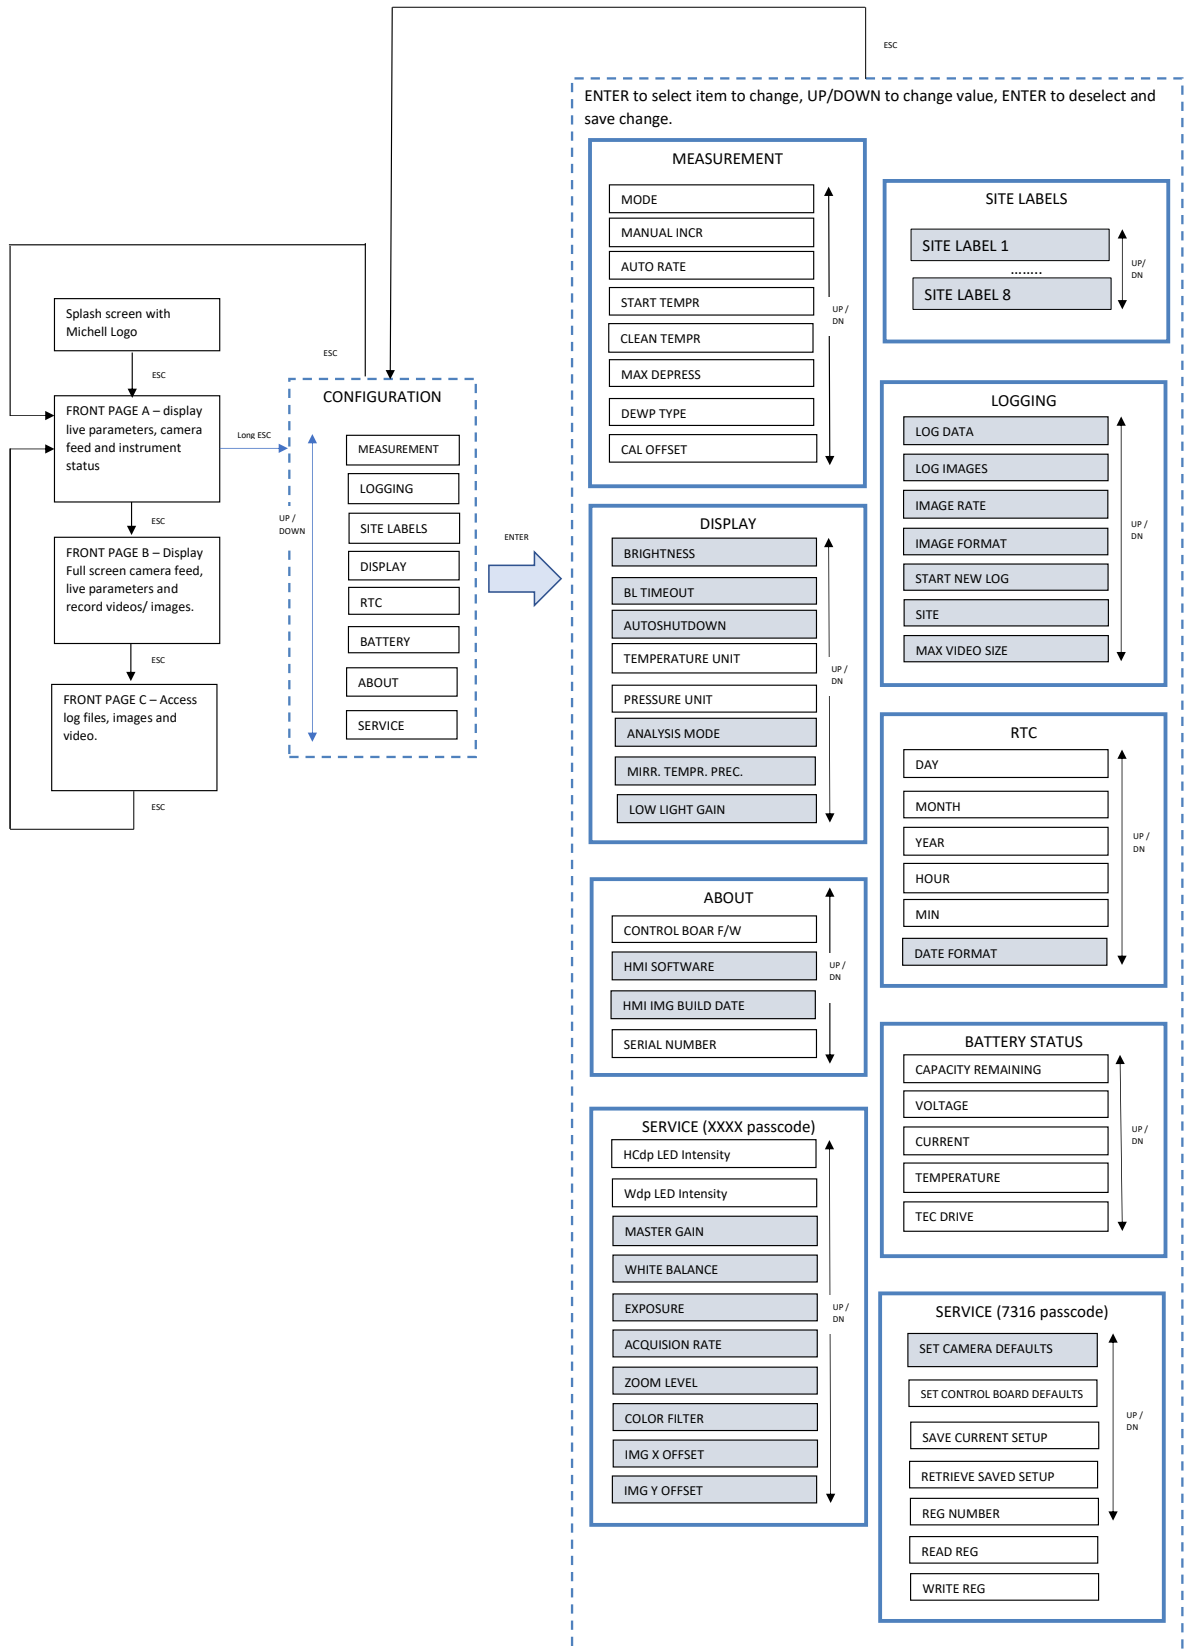 ESC
ENTER to select item to change, UP/DOWN to change value, ENTER to deselect and
save change.
Splash screen with
Michell Logo
ESC
FRONT PAGE A – display
live parameters, camera
feed and instrument
status
Long ESC
ESC
FRONT PAGE B – Display
Full screen camera feed,
live parameters and
record videos/ images.
ESC
FRONT PAGE C – Access
log files, images and
video.
ESC
ESC
CONFIGURATION
UP /
DOWN
MEASUREMENT
LOGGING
SITE LABELS
DISPLAY
RTC
BATTERY
ABOUT
SERVICE
ENTER
MEASUREMENT
MODE
MANUAL INCR
AUTO RATE
START TEMPR
CLEAN TEMPR
MAX DEPRESS
DEWP TYPE
CAL OFFSET
UP /
DN
DISPLAY
BRIGHTNESS
BL TIMEOUT
AUTOSHUTDOWN
TEMPERATURE UNIT
PRESSURE UNIT
ANALYSIS MODE
MIRR. TEMPR. PREC.
LOW LIGHT GAIN
UP /
DN
ABOUT
CONTROL BOAR F/W
HMI SOFTWARE
HMI IMG BUILD DATE
SERIAL NUMBER
UP /
DN
SERVICE (XXXX passcode)
HCdp LED Intensity
Wdp LED Intensity
MASTER GAIN
WHITE BALANCE
EXPOSURE
ACQUISION RATE
ZOOM LEVEL
COLOR FILTER
IMG X OFFSET
IMG Y OFFSET
UP /
DN
SITE LABELS
SITE LABEL 1
........
SITE LABEL 8
UP/
DN
LOGGING
LOG DATA
LOG IMAGES
IMAGE RATE
IMAGE FORMAT
START NEW LOG
SITE
MAX VIDEO SIZE
UP /
DN
RTC
DAY
MONTH
YEAR
HOUR
MIN
DATE FORMAT
UP /
DN
BATTERY STATUS
CAPACITY REMAINING
VOLTAGE
CURRENT
TEMPERATURE
TEC DRIVE
UP /
DN
SERVICE (7316 passcode)
SET CAMERA DEFAULTS
SET CONTROL BOARD DEFAULTS
SAVE CURRENT SETUP
RETRIEVE SAVED SETUP
REG NUMBER
READ REG
WRITE REG
UP /
DN